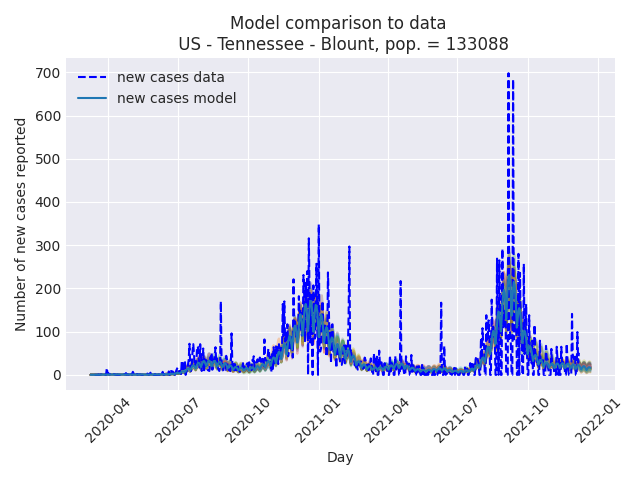 Model comparison to data
US - Tennessee - Blount, pop. = 133088
new cases data
new cases model
Number of new cases reported
700
600
500
400
300
200
100
0
2020-04
2020-07
2020-10
2021-01
2021-04
2021-07
2021-10
2022-01
Day